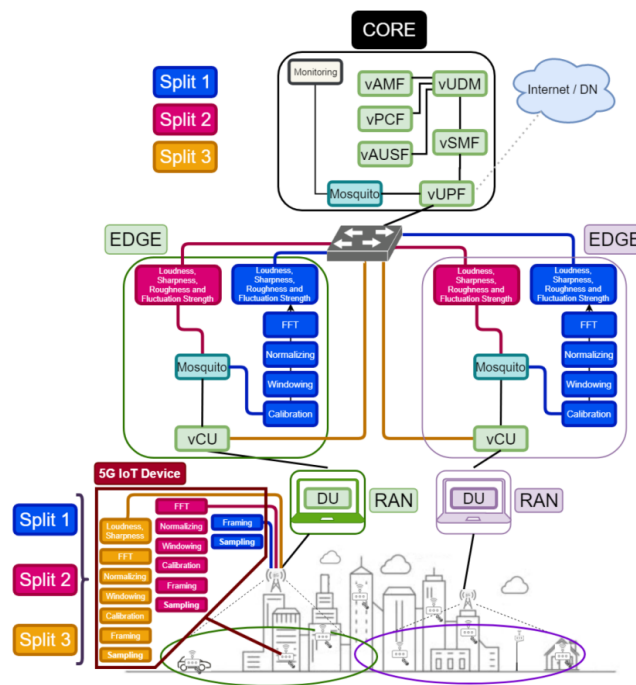 CORE
Split 1
Split 2
Split 3
Monitoring
vAMF
vUDM
vPCF
vSMF
vAUSF
Mosquito
vUPF
Internet / DN
EDGE
Loudness,
Sharpness,
Roughness and
Fluctuation Strength
Loudness,
Sharpness,
Roughness and
Fluctuation Strength
FFT
Normalizing
Mosquito
Windowing
Calibration
vCU
EDGE
Loudness,
Sharpness,
Roughness and
Fluctuation Strength
Loudness,
Sharpness,
Roughness and
Fluctuation Strength
FFT
Normalizing
Mosquito
Windowing
Calibration
vCU
5G IoT Device
DU
RAN
DU
RAN
Split 1
Split 2
Split 3
Loudness,
Sharpness
FFT
Normalizing
Windowing
Calibration
Framing
Sampling
FFT
Normalizing
Windowing
Calibration
Framing
Sampling
Framing
Sampling